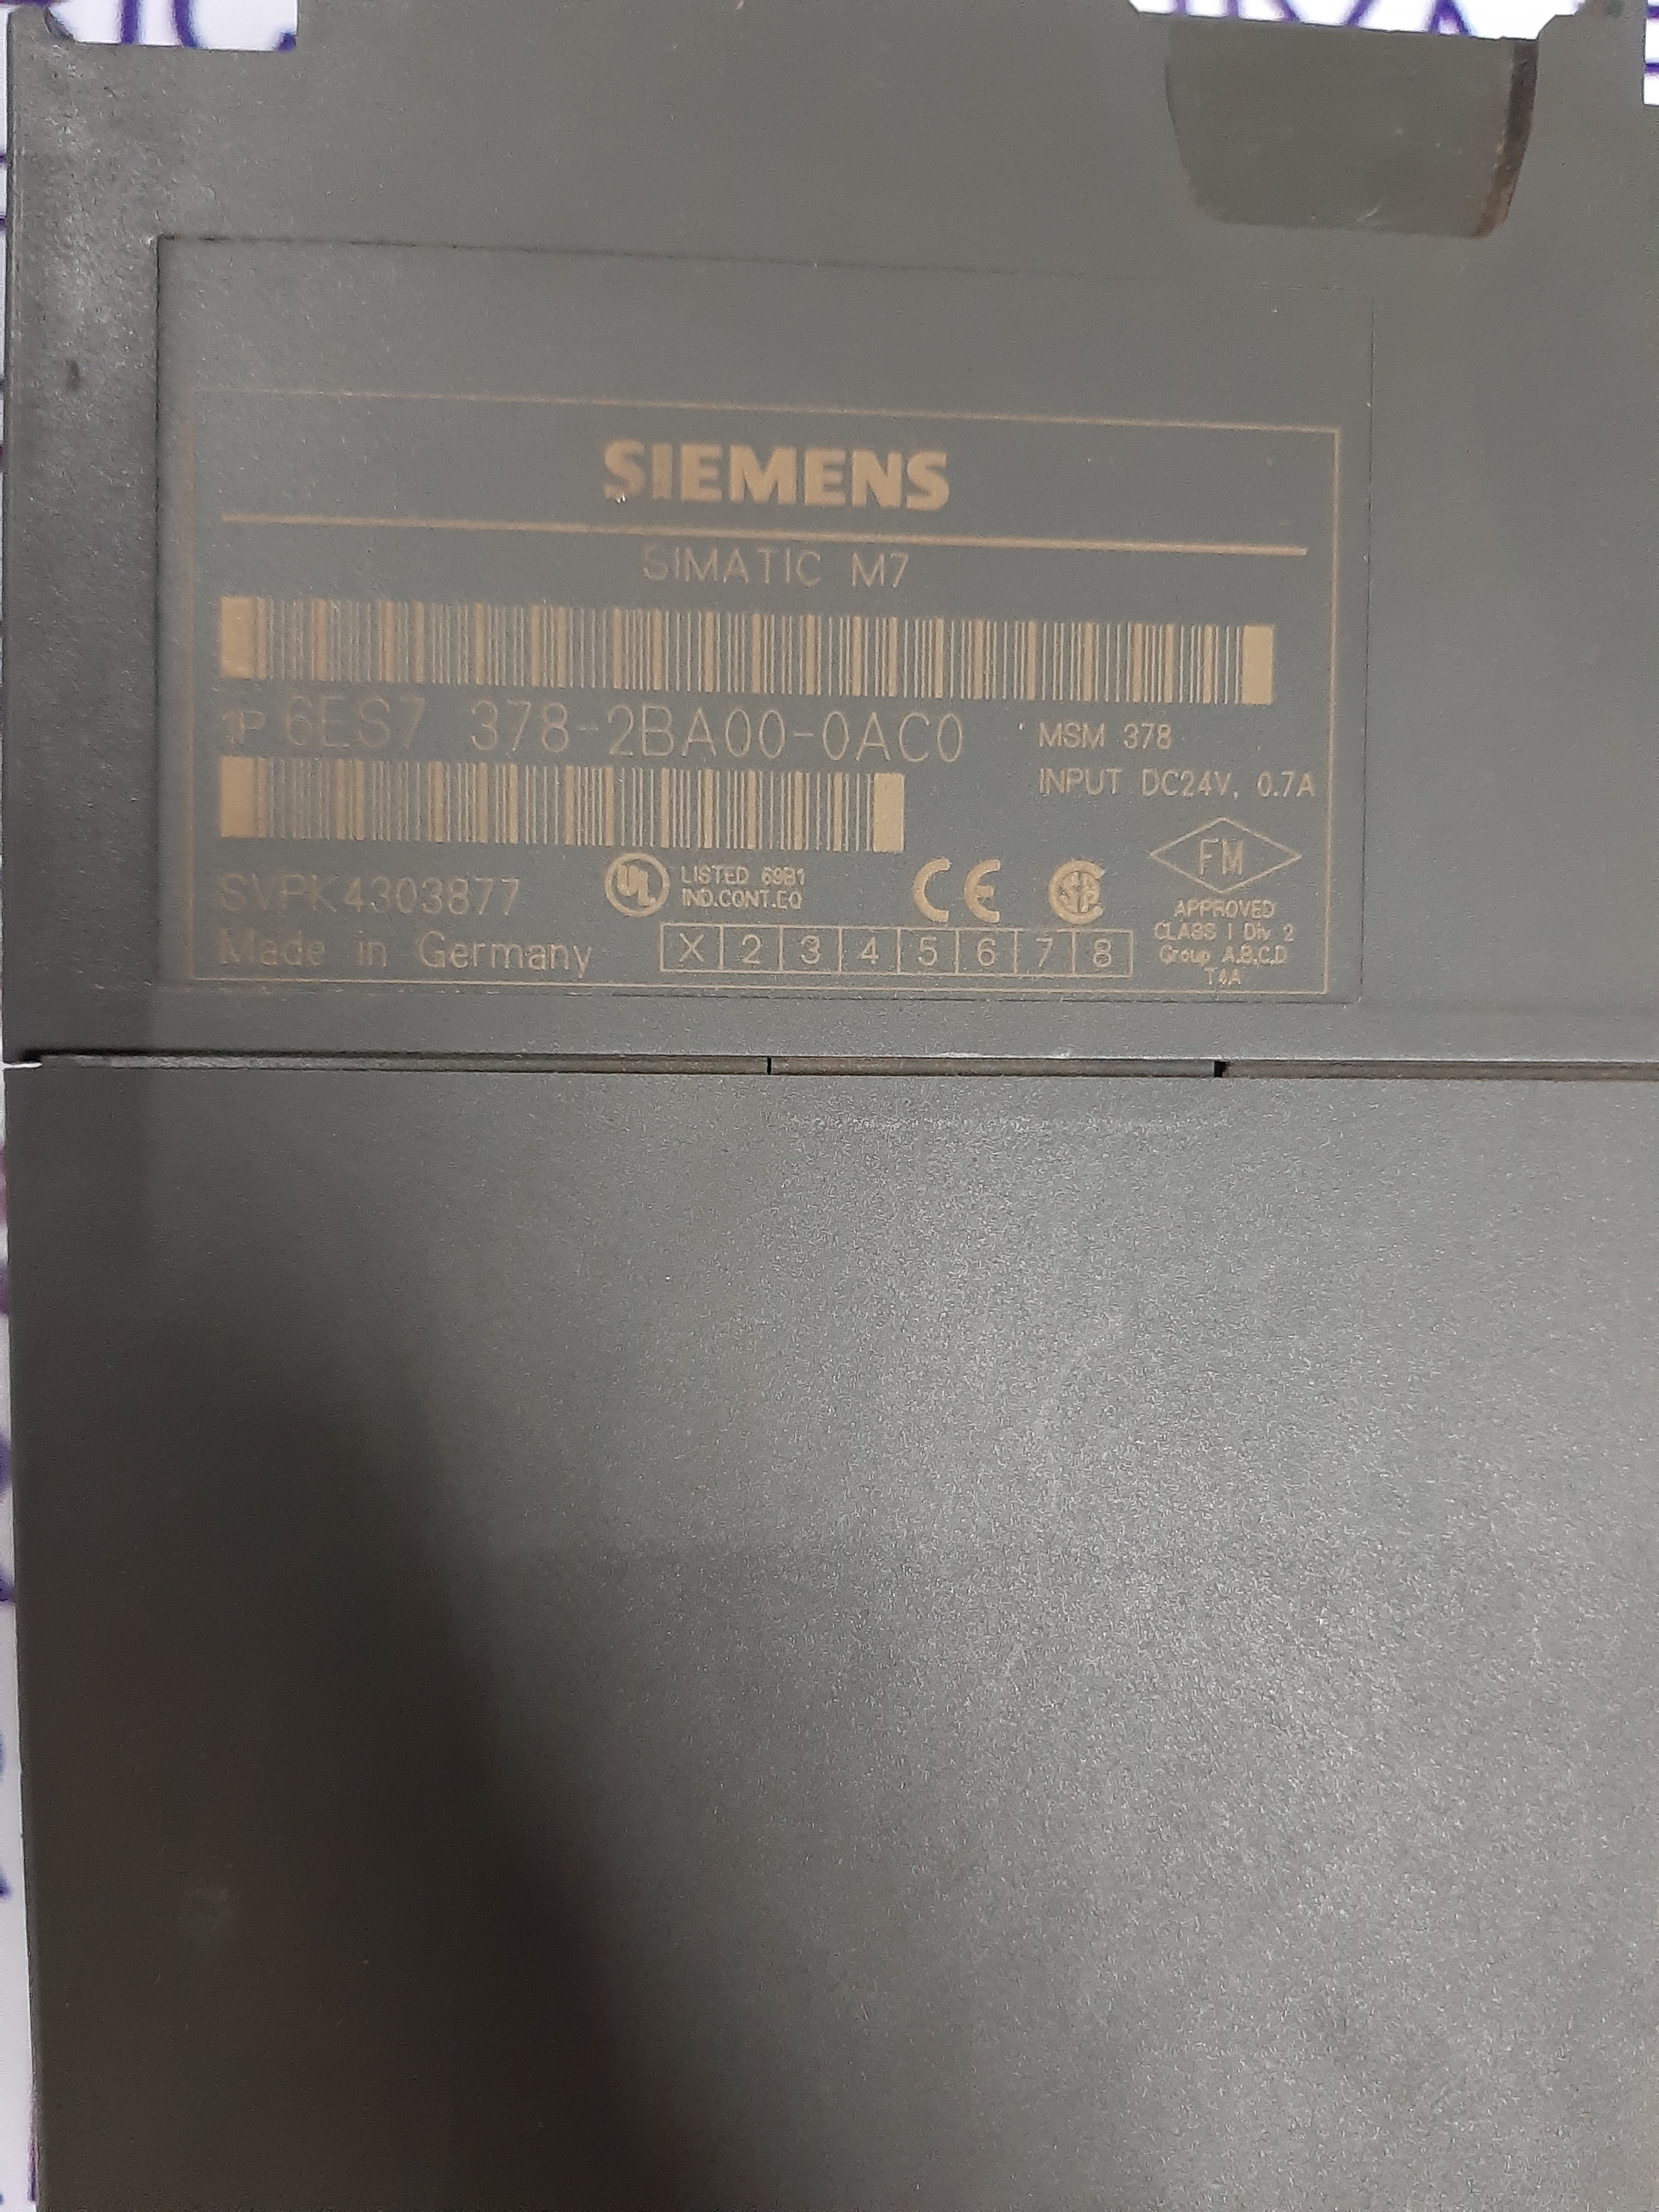 SIEMENS
SIMATIC M7
1P 6ES7 378-2BA00-0AC0
MSM 378
INPUT DC24V, 0.7A
SVPK4303877
UL LISTED 69B1
IND.CONT.EQ
CE
FM
APPROVED
CLASS I Div 2
Group A,B,C,D
T4A
Made in Germany
X 2 3 4 5 6 7 8